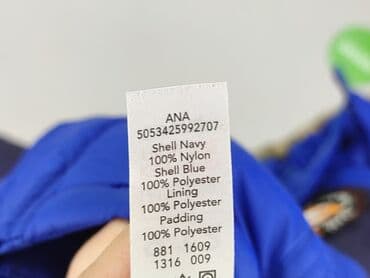 ANA
5053425992707
Shell Navy
100% Nylon
Shell Blue
100% Polyester
Lining
100% Polyester
Padding
100% Polyester
881 1609
1316 009